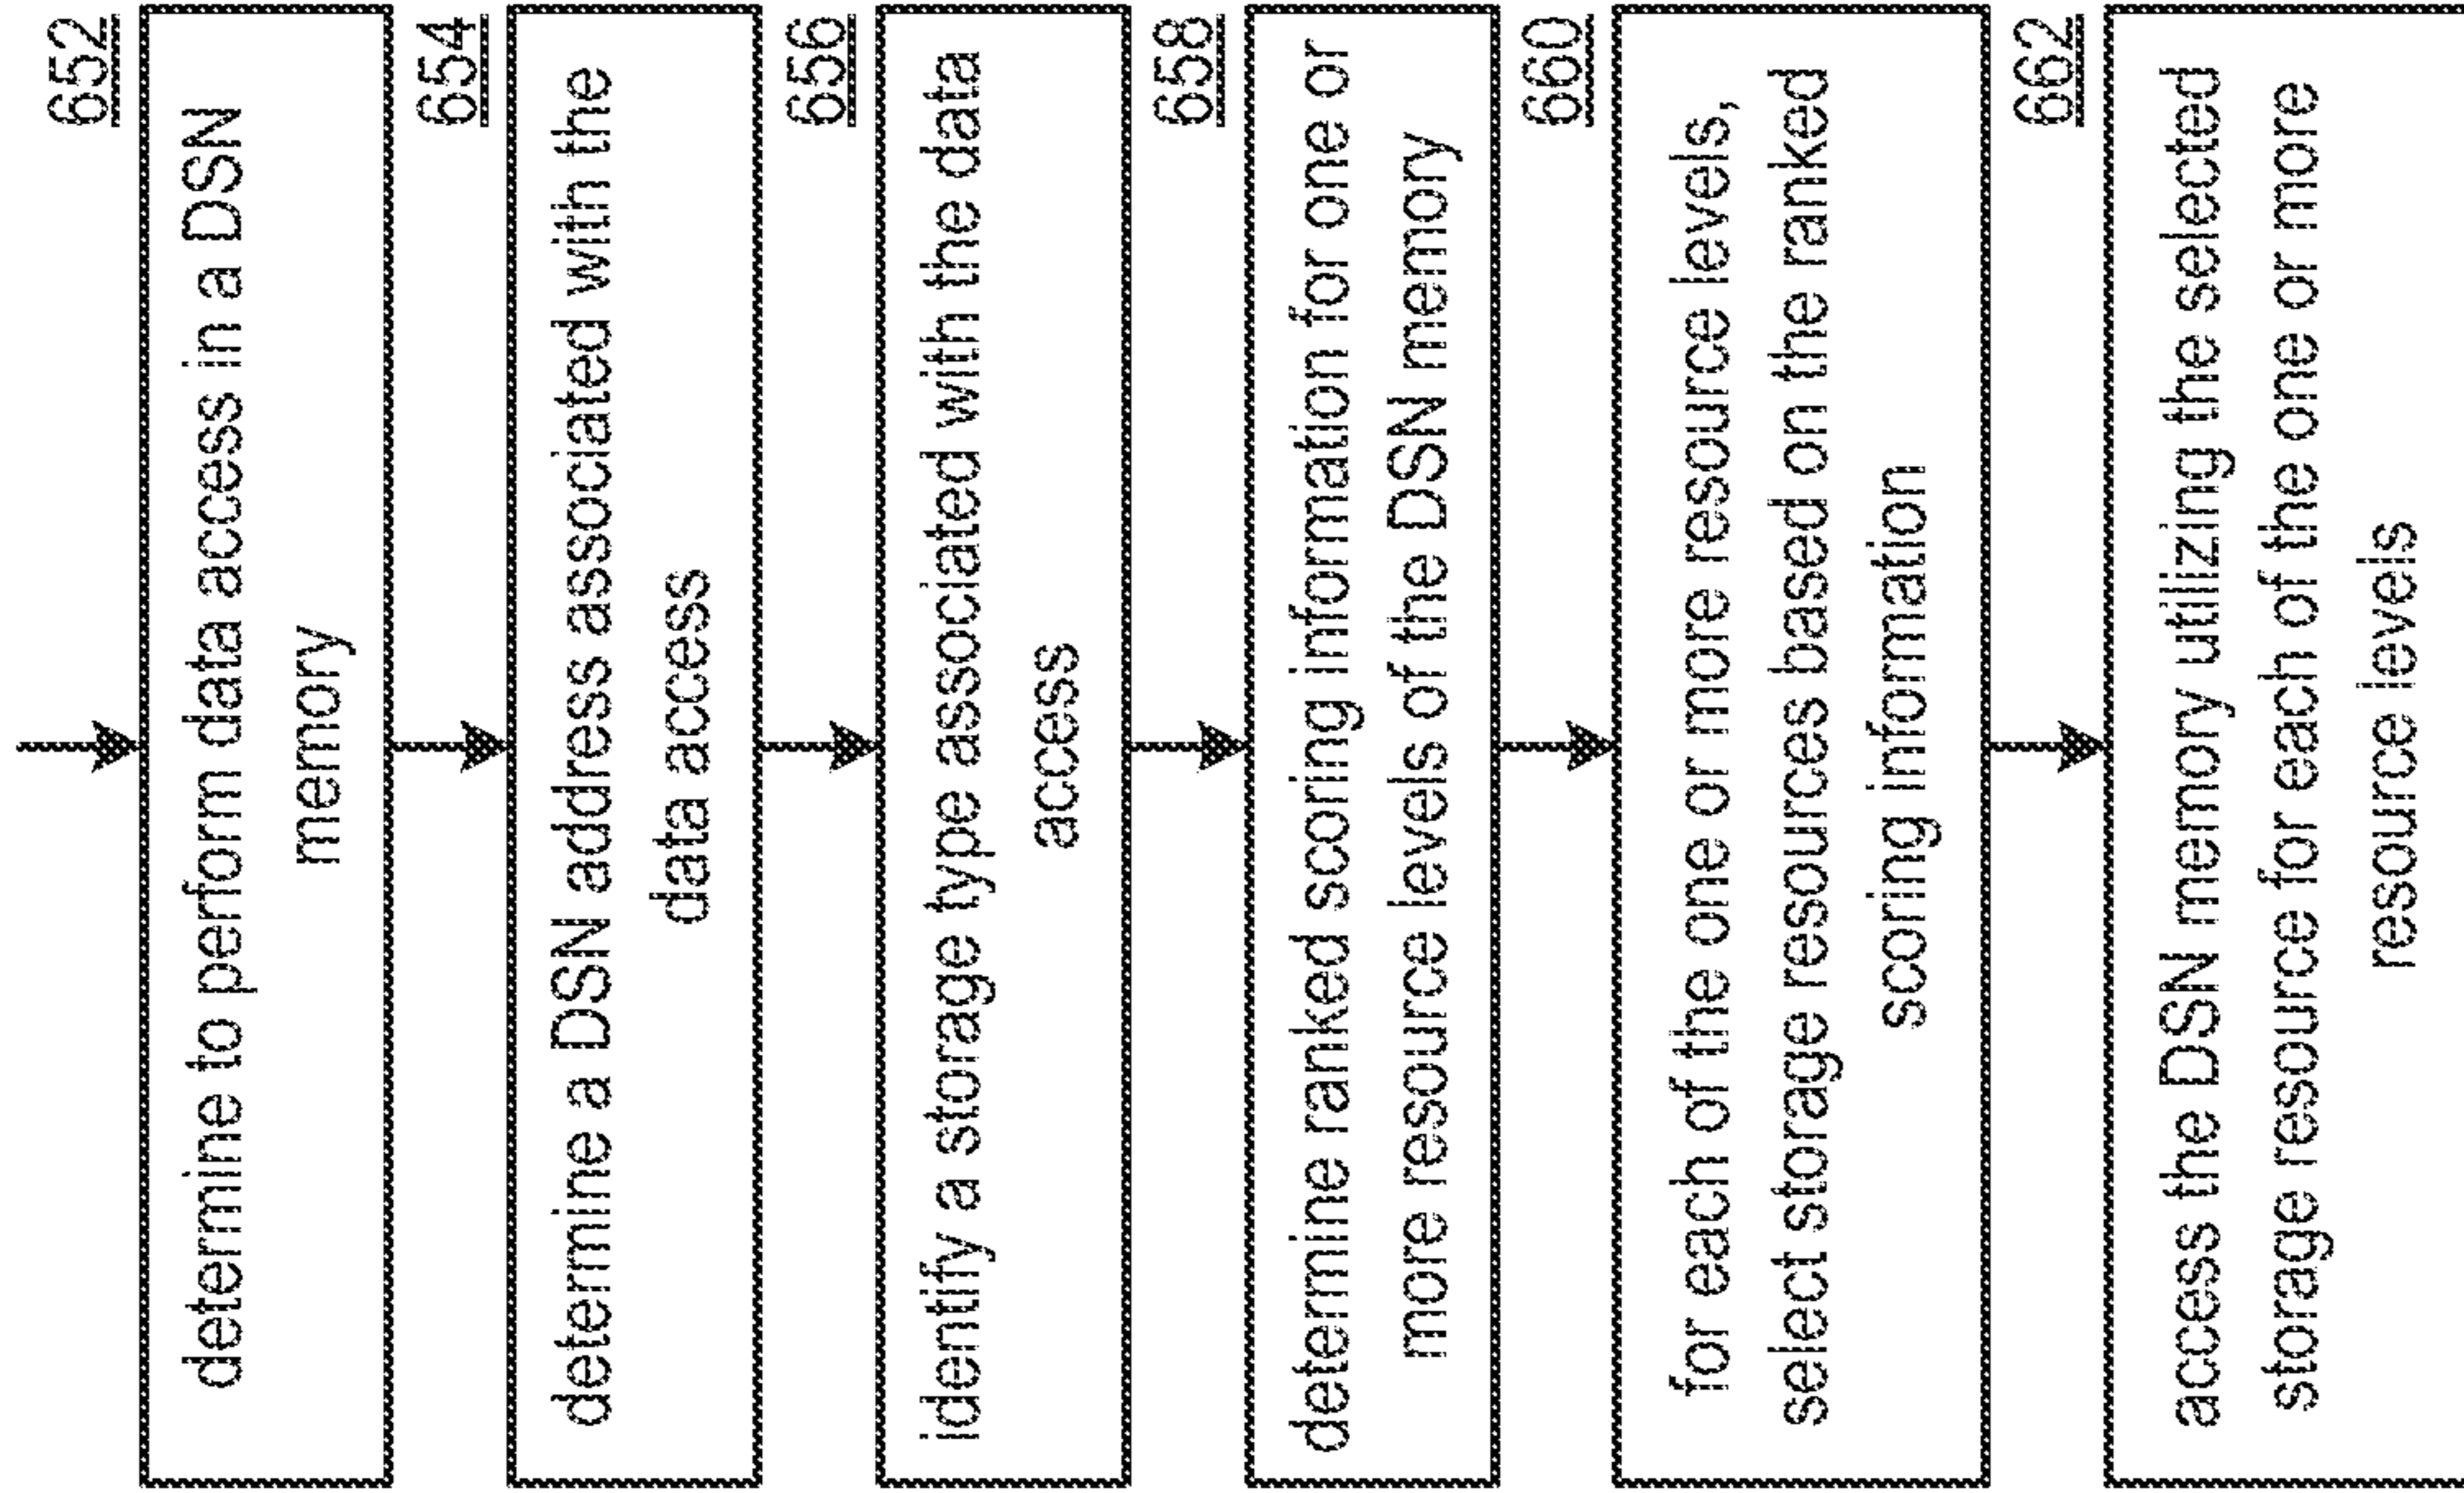 652
determine to perform data access in a DSN
memory
654
determine a DSN address associated with the
data access
656
identify a storage type associated with the data
access
658
determine ranked scoring information for one or
more resource levels of the DSN memory
660
for each of the one or more resource levels,
select storage resources based on the ranked
scoring information
662
access the DSN memory utilizing the selected
storage resource for each of the one or more
resource levels